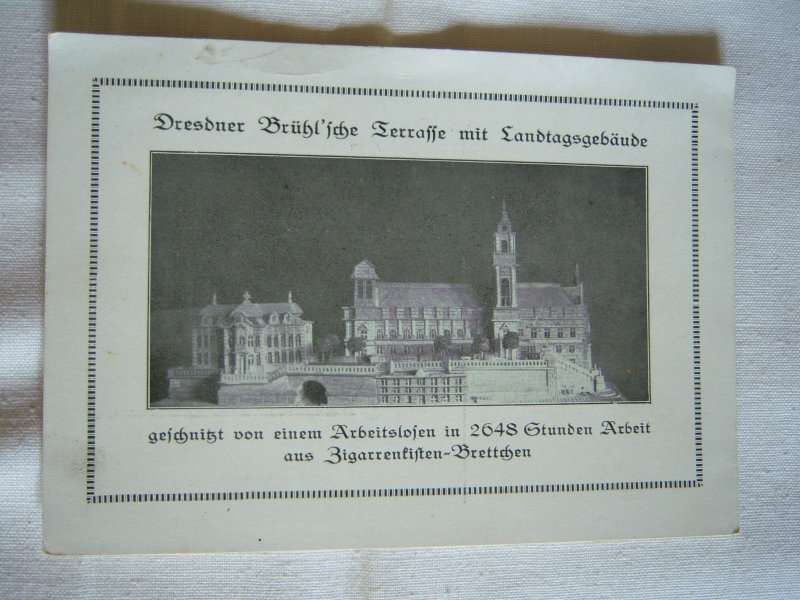 Dresdner Brühl'sche Terrasse mit Landtagsgebäude
geschnitzt von einem Arbeitslosen in 2648 Stunden Arbeit
aus Zigarrenkisten-Brettchen